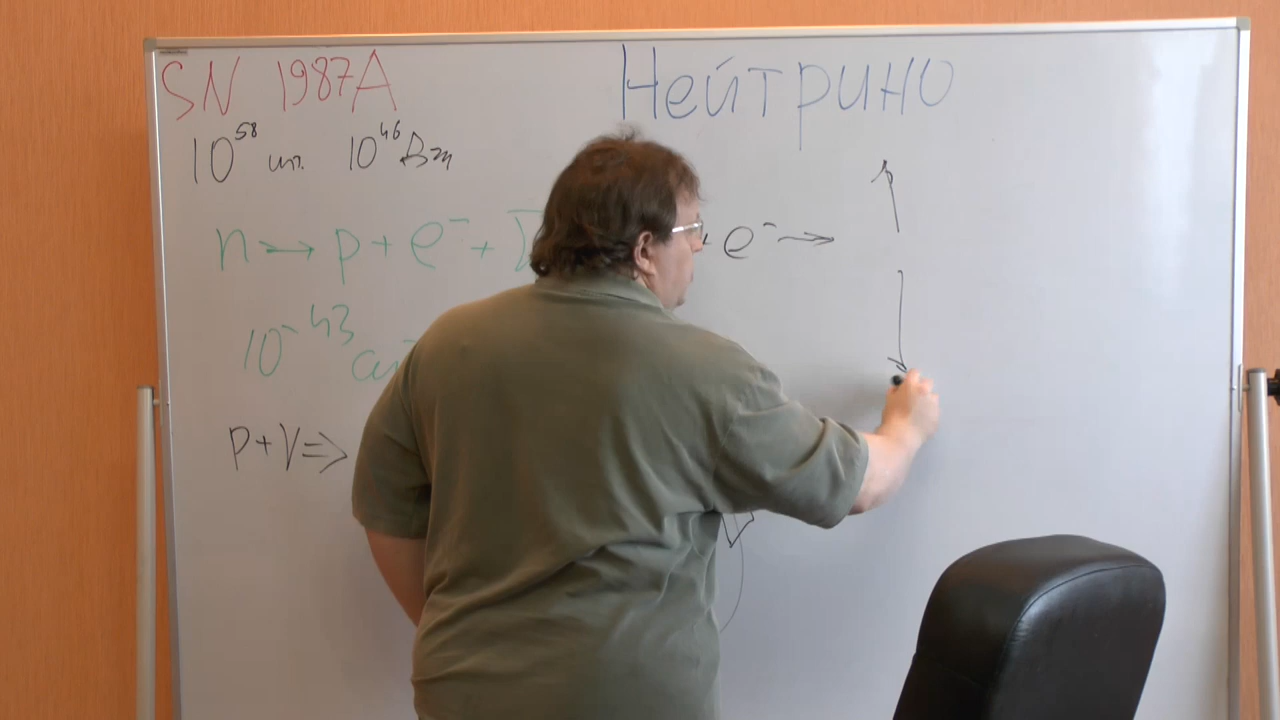 SN 1987A
Нейтрино
10⁵⁸ шт. 10⁴⁶ Вт
n → p + e⁻ +
+ e⁻ →
10⁻⁴³ см
p + ν ⇒